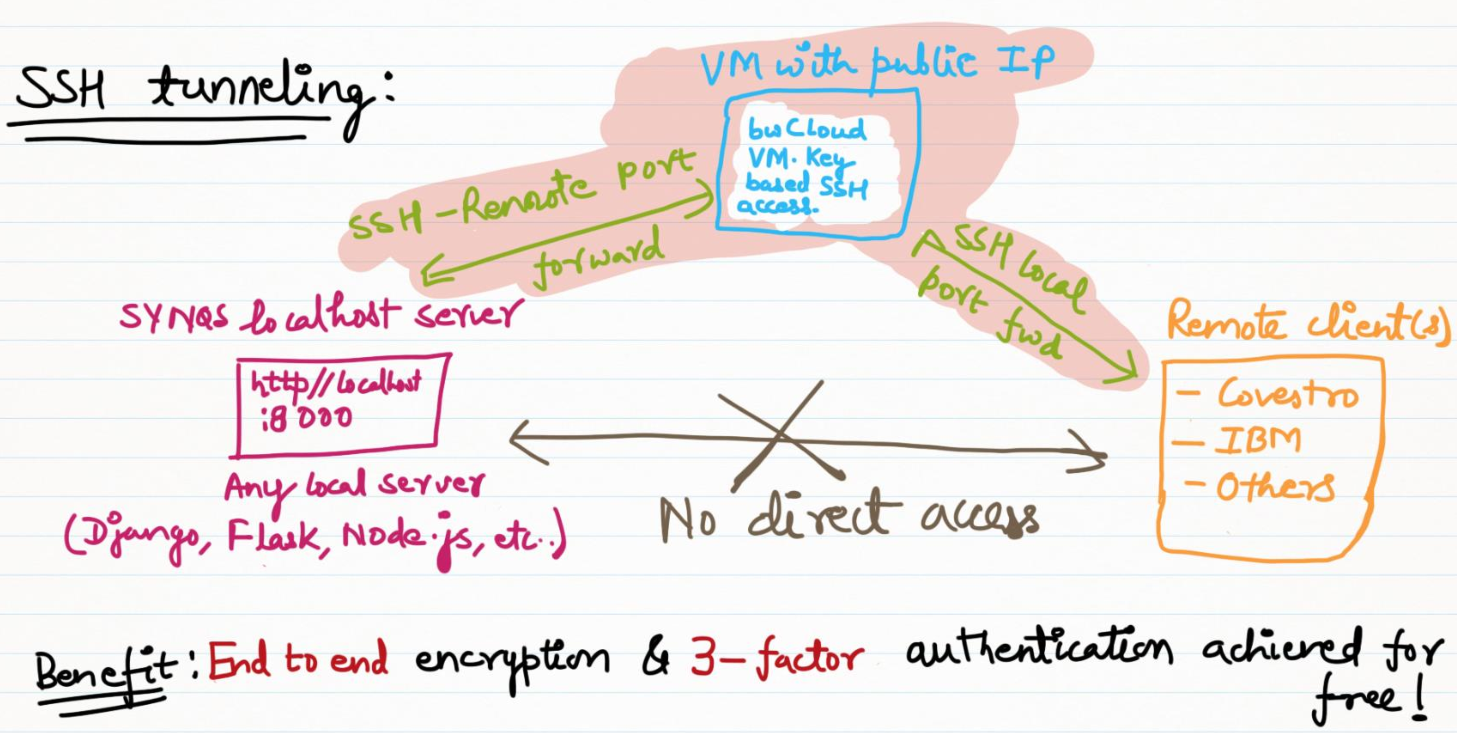 SSH tunneling:
VM with public IP
bwCloud
VM. Key
based SSH
access.
SSH-Remote port
forward
SSH local
port fwd
SYNQS localhost server
http//localhost
:8000
Any local server
(Django, Flask, Node.js, etc..)
No direct access
Remote client(s)
- Covestro
- IBM
- Others
Benefit: End to end encryption & 3-factor authentication achieved for
free!